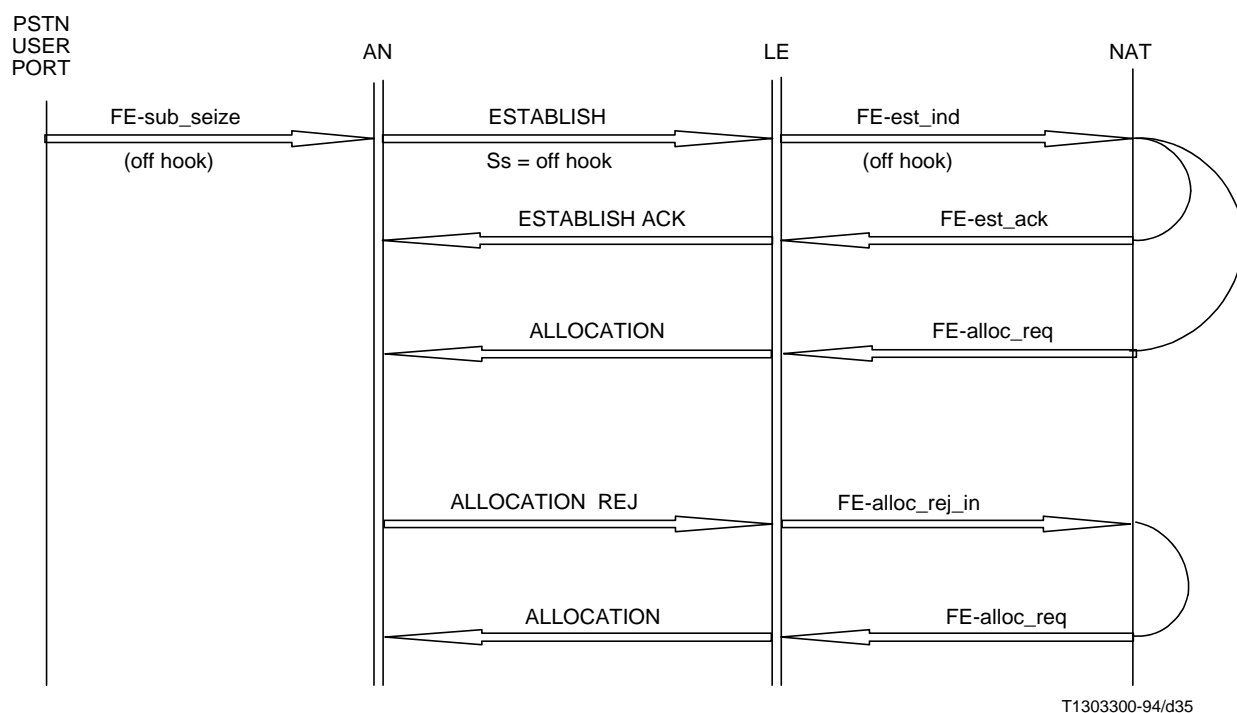 PSTN
USER
PORT
AN
LE
NAT
FE-sub_seize
ESTABLISH
FE-est_ind
(off hook)
Ss = off hook
(off hook)
ESTABLISH ACK
FE-est_ack
ALLOCATION
FE-alloc_req
ALLOCATION REJ
FE-alloc_rej_in
ALLOCATION
FE-alloc_req
T1303300-94/d35